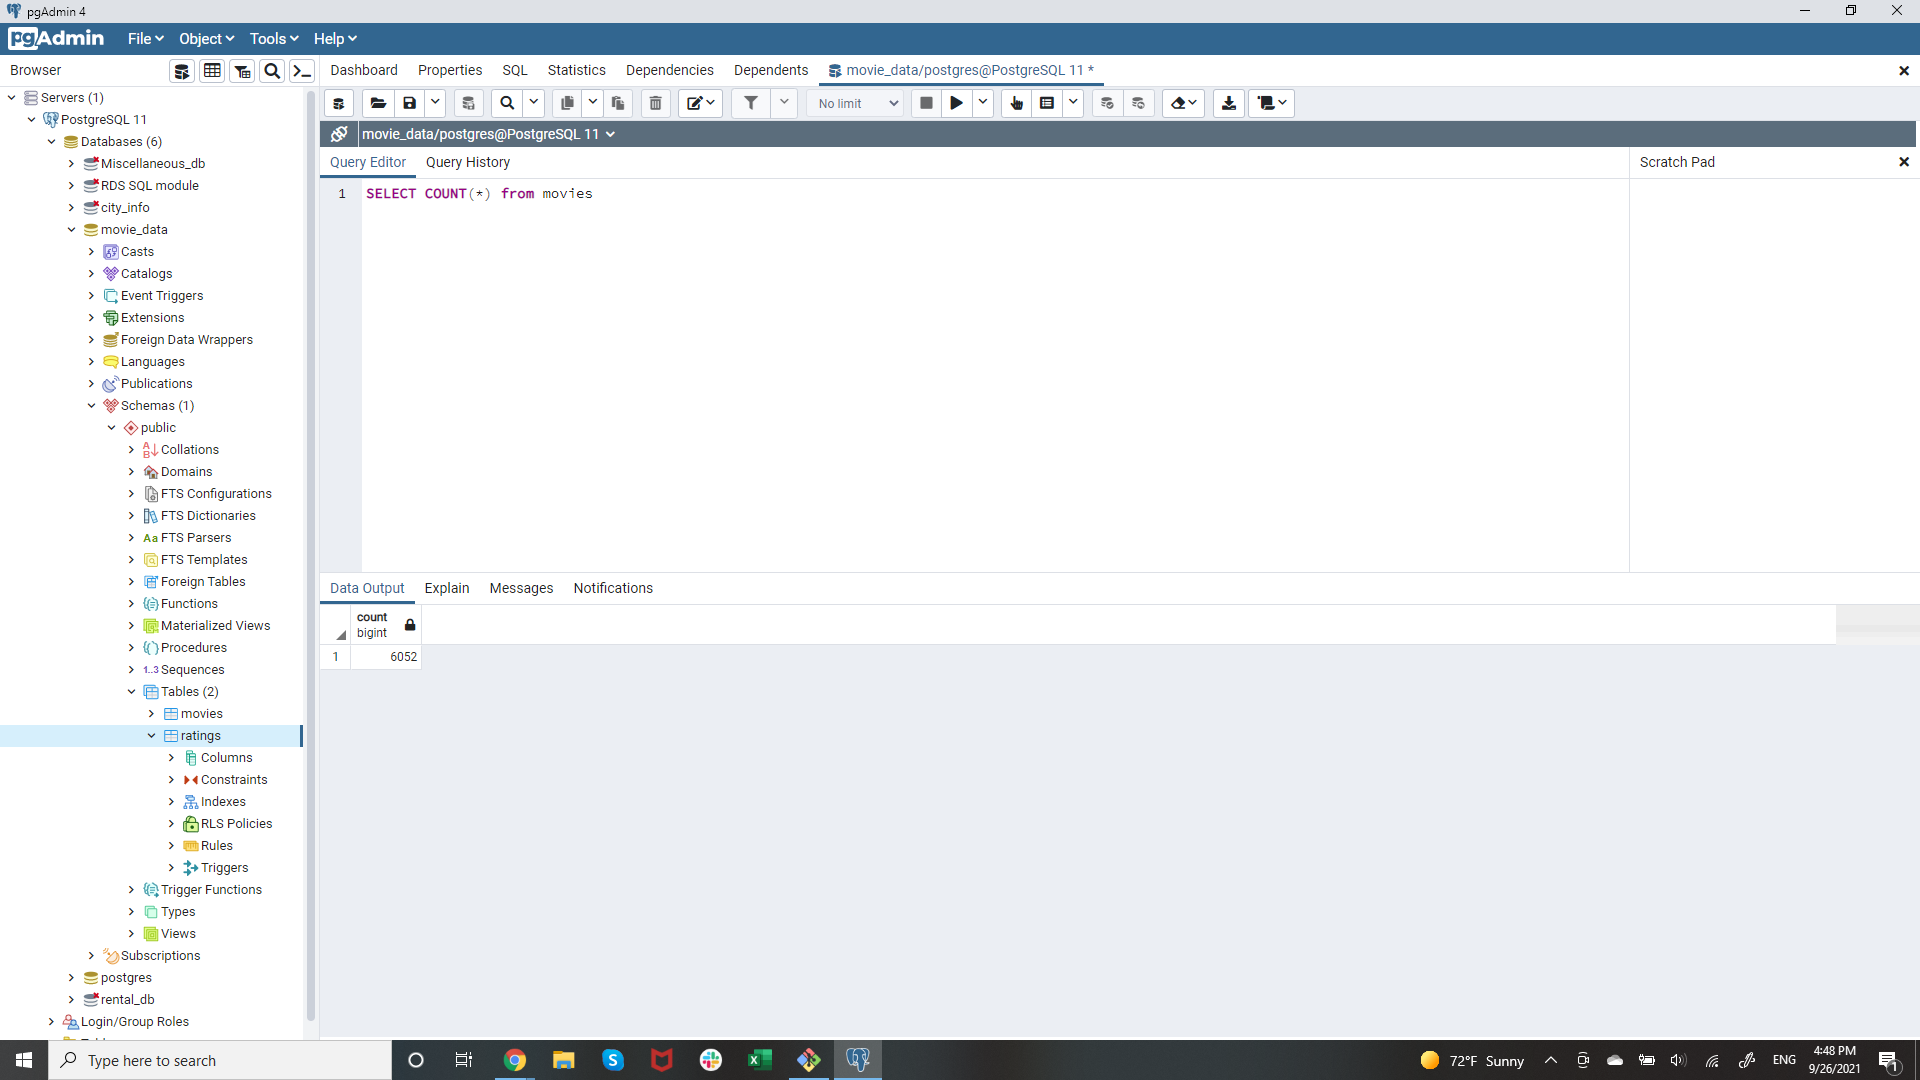 pgAdmin 4
pgAdmin File Object Tools Help
Browser
Dashboard Properties SQL Statistics Dependencies Dependents movie_data/postgres@PostgreSQL 11 *
No limit
movie_data/postgres@PostgreSQL 11
Query Editor Query History
Scratch Pad
1 SELECT COUNT(*) from movies
Servers (1)
PostgreSQL 11
Databases (6)
Miscellaneous_db
RDS SQL module
city_info
movie_data
Casts
Catalogs
Event Triggers
Extensions
Foreign Data Wrappers
Languages
Publications
Schemas (1)
public
Collations
Domains
FTS Configurations
FTS Dictionaries
Aa FTS Parsers
FTS Templates
Foreign Tables
Functions
Materialized Views
Procedures
1..3 Sequences
Tables (2)
movies
ratings
Columns
Constraints
Indexes
RLS Policies
Rules
Triggers
Trigger Functions
Types
Views
Subscriptions
postgres
rental_db
Login/Group Roles
Data Output Explain Messages Notifications
count
bigint
1 6052
Type here to search
72°F Sunny
ENG
4:48 PM
9/26/2021
1